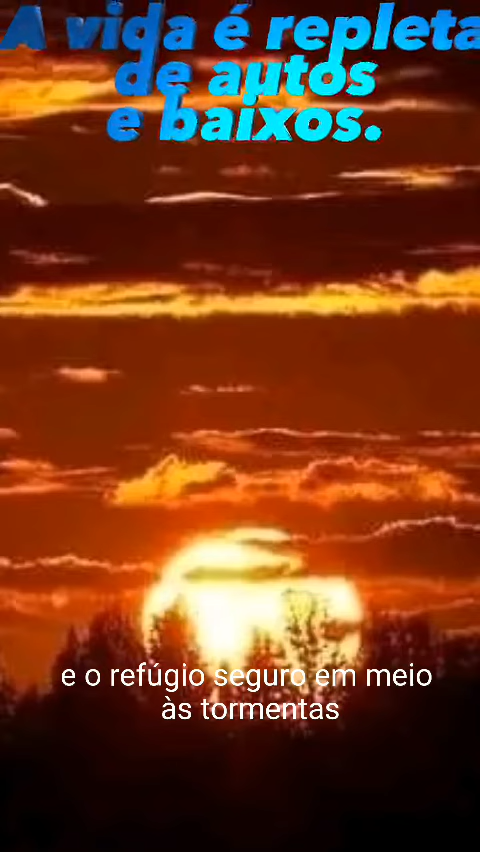 A vida é repleta
de autos
e baixos.
e o refúgio seguro em meio
às tormentas